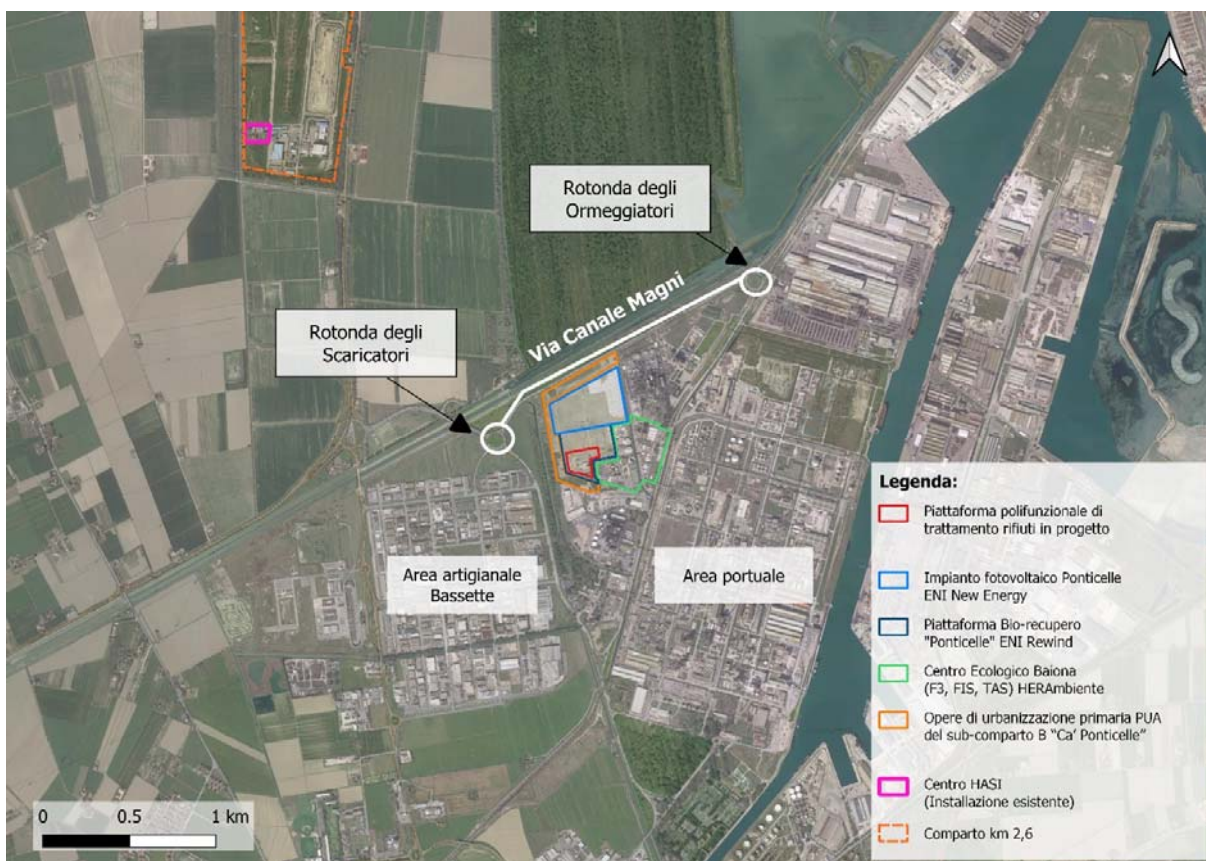 Rotonda degli
Ormeggiatori
Via Canale Magni
Rotonda degli
Scaricatori
Area artigianale
Bassette
Area portuale
Legenda:
Piattaforma polifunzionale di
trattamento rifiuti in progetto
Impianto fotovoltaico Ponticelle
ENI New Energy
Piattaforma Bio-recupero
"Ponticelle" ENI Rewind
Centro Ecologico Baiona
(F3, FIS, TAS) HERAmbiente
Opere di urbanizzazione primaria PUA
del sub-comparto B “Ca’ Ponticelle”
Centro HASI
(Installazione esistente)
Comparto km 2,6
0 0.5 1 km